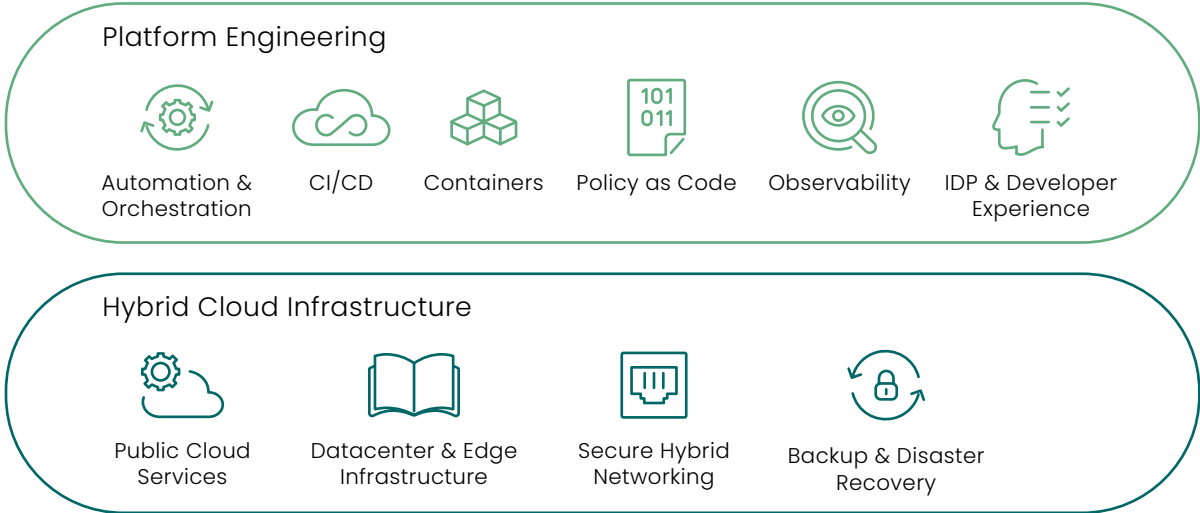 Platform Engineering
101
011
Automation &
Orchestration
CI/CD
Containers
Policy as Code
Observability
IDP & Developer
Experience
Hybrid Cloud Infrastructure
Public Cloud
Services
Datacenter & Edge
Infrastructure
Secure Hybrid
Networking
Backup & Disaster
Recovery